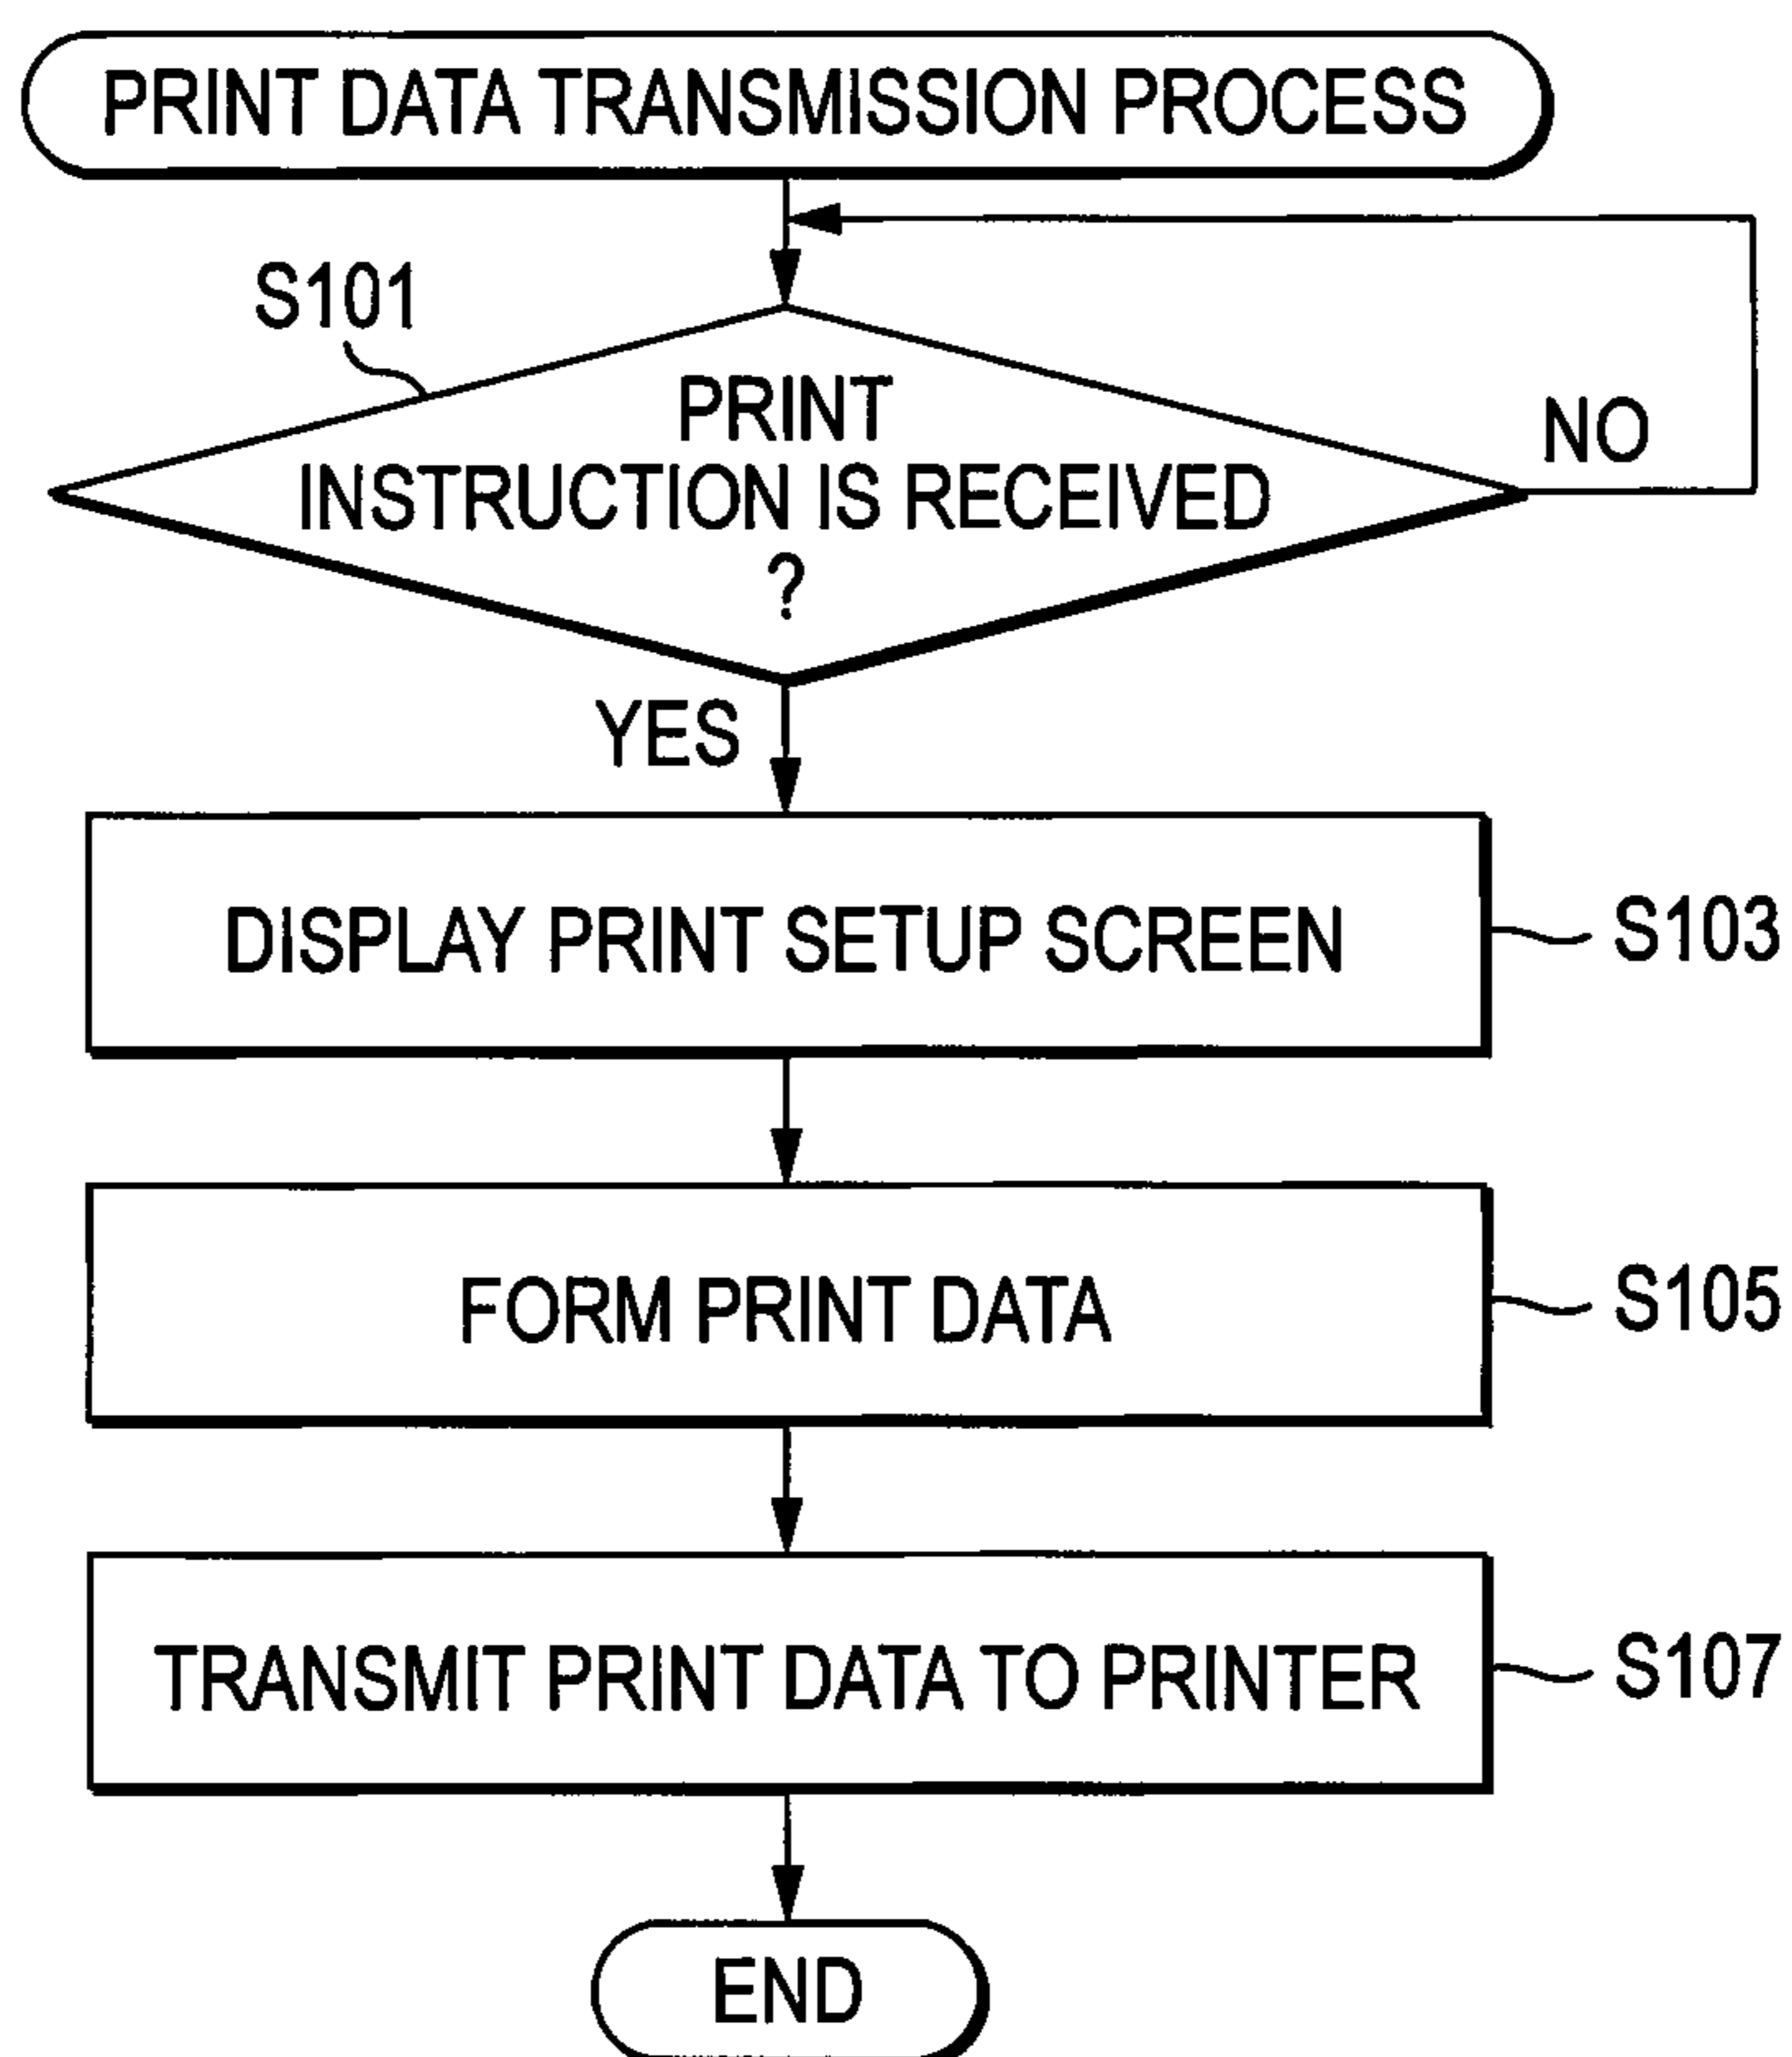 PRINT DATA TRANSMISSION PROCESS
S101
PRINT
INSTRUCTION IS RECEIVED
?
NO
YES
DISPLAY PRINT SETUP SCREEN
S103
FORM PRINT DATA
S105
TRANSMIT PRINT DATA TO PRINTER
S107
END